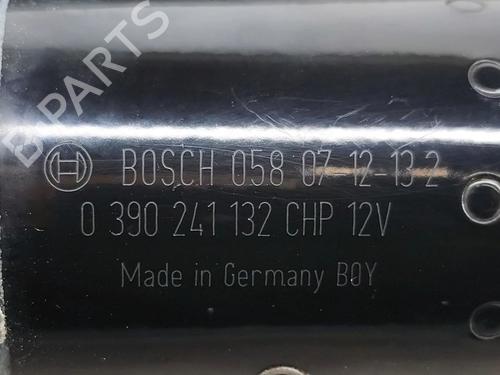 B-PARTS
BOSCH 058 07 12 13 2
0 390 241 132 CHP 12V
Made in Germany BOY